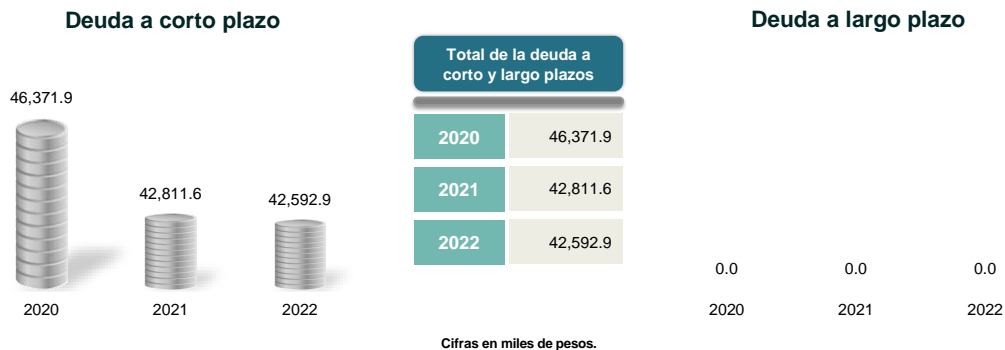 Deuda a corto plazo
46,371.9
42,811.6
42,592.9
2020
2021
2022
Total de la deuda a
corto y largo plazos
2020 46,371.9
2021 42,811.6
2022 42,592.9
Deuda a largo plazo
0.0 0.0 0.0
2020 2021 2022
Cifras en miles de pesos.